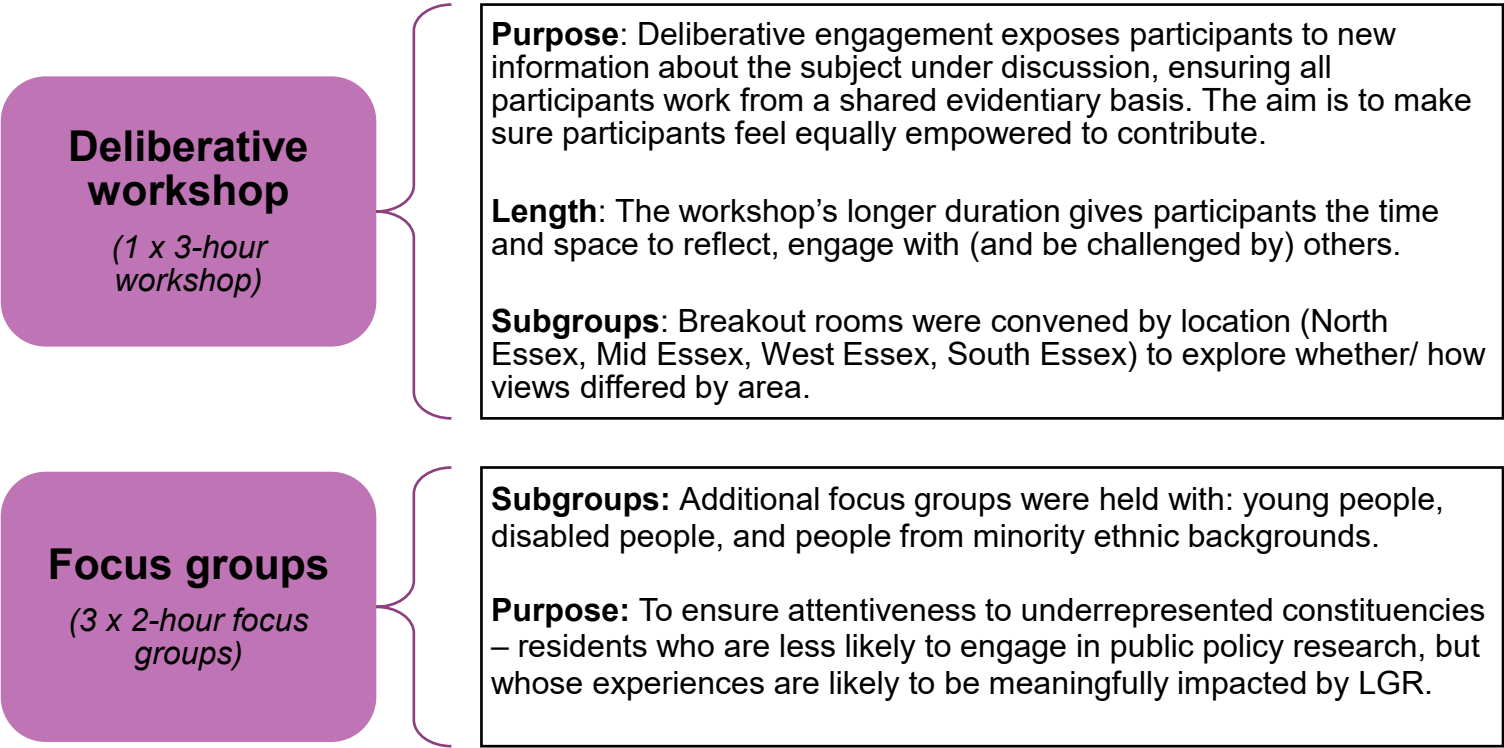 Deliberative
workshop
(1 x 3-hour
workshop)
Purpose: Deliberative engagement exposes participants to new
information about the subject under discussion, ensuring all
participants work from a shared evidentiary basis. The aim is to make
sure participants feel equally empowered to contribute.
Length: The workshop’s longer duration gives participants the time
and space to reflect, engage with (and be challenged by) others.
Subgroups: Breakout rooms were convened by location (North
Essex, Mid Essex, West Essex, South Essex) to explore whether/ how
views differed by area.
Focus groups
(3 x 2-hour focus
groups)
Subgroups: Additional focus groups were held with: young people,
disabled people, and people from minority ethnic backgrounds.
Purpose: To ensure attentiveness to underrepresented constituencies
– residents who are less likely to engage in public policy research, but
whose experiences are likely to be meaningfully impacted by LGR.